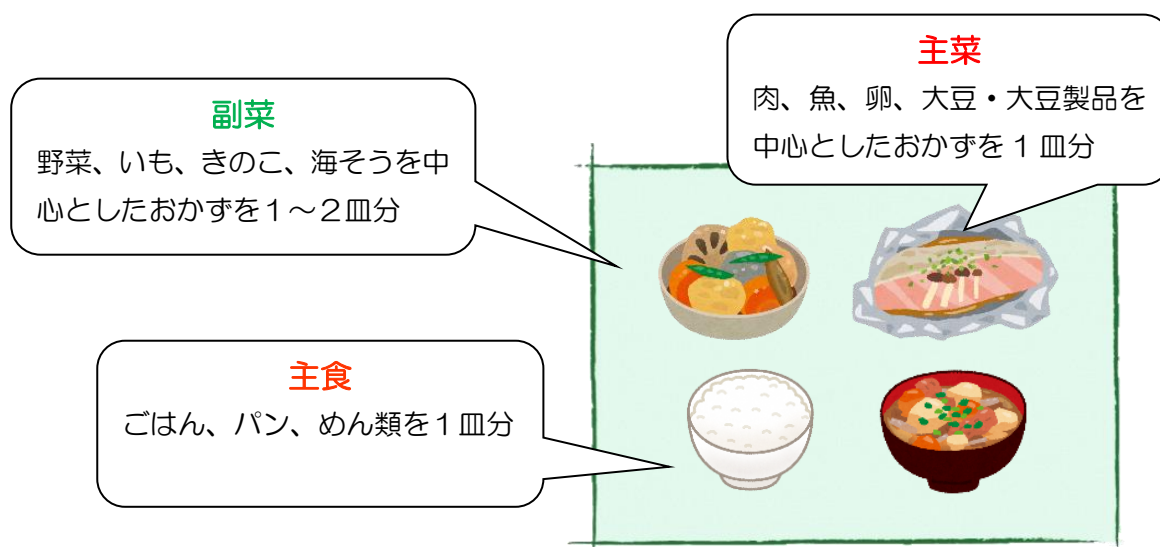 主菜
肉、魚、卵、大豆・大豆製品を
中心としたおかずを1皿分
副菜
野菜、いも、きのこ、海そうを中
心としたおかずを1～2皿分
主食
ごはん、パン、めん類を1皿分